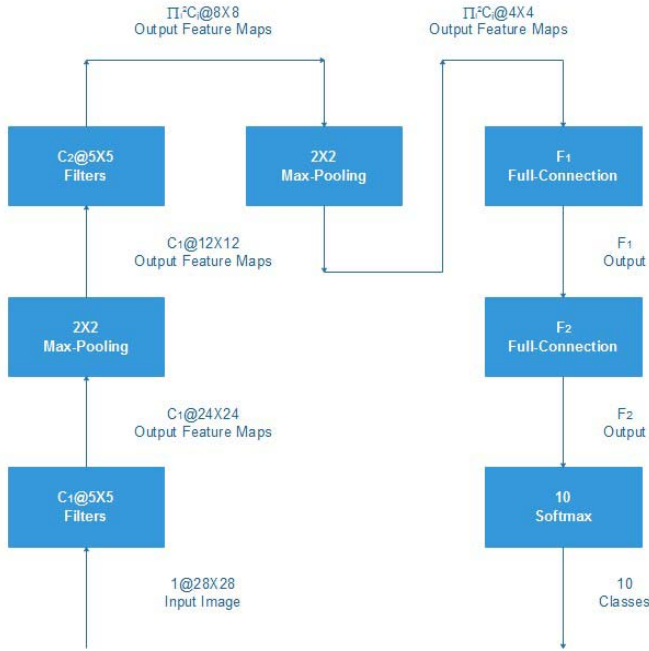 ∏ᵢ²Cᵢ@8X8
Output Feature Maps
∏ᵢ²Cᵢ@4X4
Output Feature Maps
C₂@5X5
Filters
2X2
Max-Pooling
F₁
Full-Connection
C₁@12X12
Output Feature Maps
F₁
Output
2X2
Max-Pooling
F₂
Full-Connection
C₁@24X24
Output Feature Maps
F₂
Output
C₁@5X5
Filters
10
Softmax
1@28X28
Input Image
10
Classes